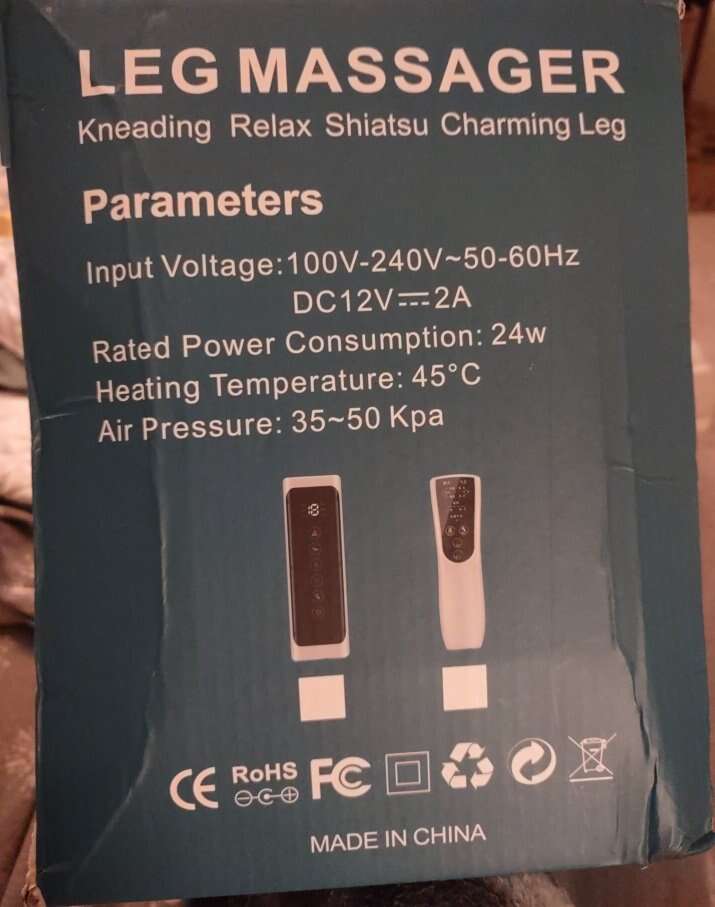 LEG MASSAGER
Kneading Relax Shiatsu Charming Leg
Parameters
Input Voltage:100V-240V~50-60Hz
DC12V⎓2A
Rated Power Consumption: 24w
Heating Temperature: 45°C
Air Pressure: 35~50 Kpa
CE RoHS FC
MADE IN CHINA